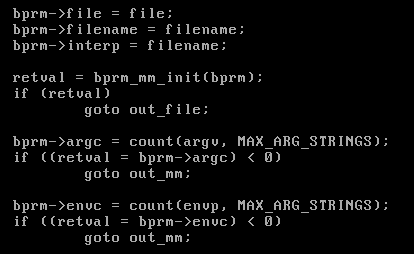 bprm->file = file;
bprm->filename = filename;
bprm->interp = filename;

retval = bprm_mm_init(bprm);
if (retval)
        goto out_file;

bprm->argc = count(argv, MAX_ARG_STRINGS);
if ((retval = bprm->argc) < 0)
        goto out_mm;

bprm->envc = count(envp, MAX_ARG_STRINGS);
if ((retval = bprm->envc) < 0)
        goto out_mm;